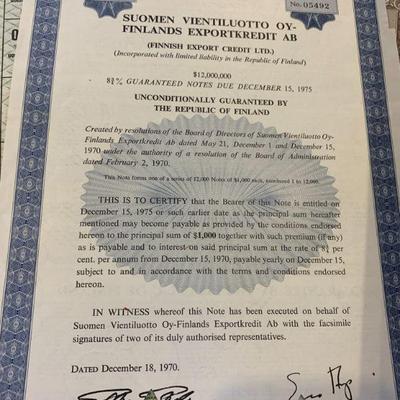 No. 05492
SUOMEN VIENTILUOTTO OY-
FINLANDS EXPORTKREDIT AB
(FINNISH EXPORT CREDIT LTD.)
(Incorporated with limited liability in the Republic of Finland)
$12,000,000
8¾% GUARANTEED NOTES DUE DECEMBER 15, 1975
UNCONDITIONALLY GUARANTEED BY
THE REPUBLIC OF FINLAND
Created by resolutions of the Board of Directors of Suomen Vientiluotto Oy-
Finlands Exportkredit Ab dated May 21, December 1 and December 15,
1970 under the authority of a resolution of the Board of Administration
dated February 2, 1970.
This Note forms one of a series of 12,000 Notes of $1,000 each, numbered 1 to 12,000.
THIS IS TO CERTIFY that the Bearer of this Note is entitled on
December 15, 1975 or such earlier date as the principal sum hereafter
mentioned may become payable as provided by the conditions endorsed
hereon to the principal sum of $1,000 together with such premium (if any)
as is payable and to interest on said principal sum at the rate of 8¾ per
cent. per annum from December 15, 1970, payable yearly on December 15,
subject to and in accordance with the terms and conditions endorsed
hereon.
IN WITNESS whereof this Note has been executed on behalf of
Suomen Vientiluotto Oy-Finlands Exportkredit Ab with the facsimile
signatures of two of its duly authorised representatives.
DATED DECEMBER 18, 1970.